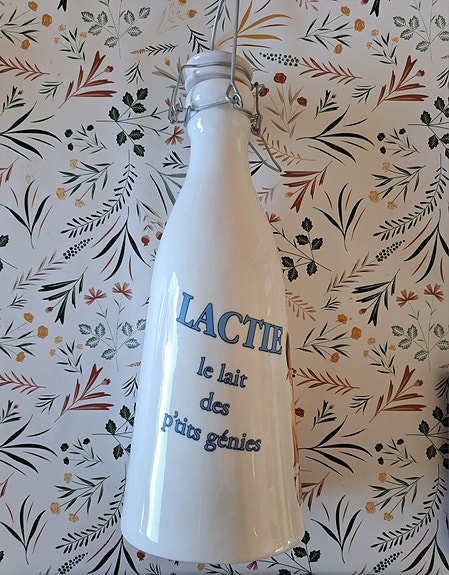 LACTIE
le lait
des
p'tits génies